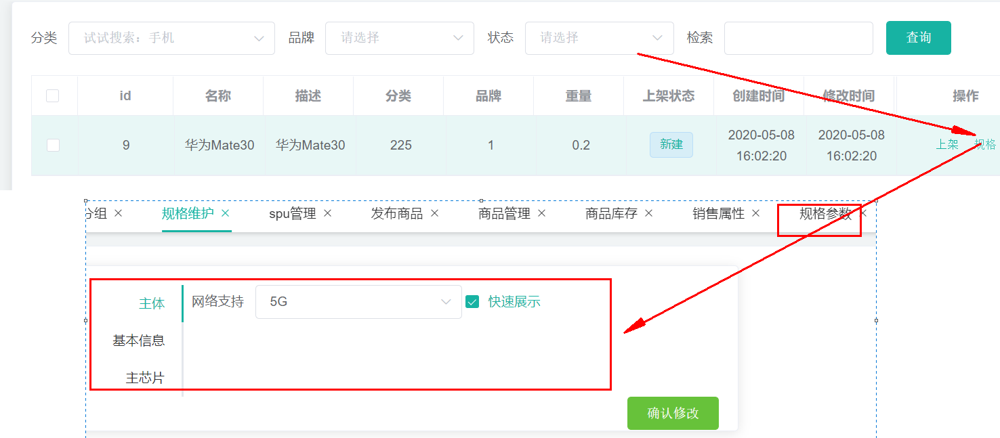 分类 试试搜索：手机 品牌 请选择 状态 请选择 检索 查询
id 名称 描述 分类 品牌 重量 上架状态 创建时间 修改时间 操作
9 华为Mate30 华为Mate30 225 1 0.2 新建 2020-05-08 16:02:20 2020-05-08 16:02:20 上架 规格
分组 × 规格维护 × spu管理 × 发布商品 × 商品管理 × 商品库存 × 销售属性 × 规格参数 ×
主体 网络支持 5G 快速展示
基本信息
主芯片
确认修改